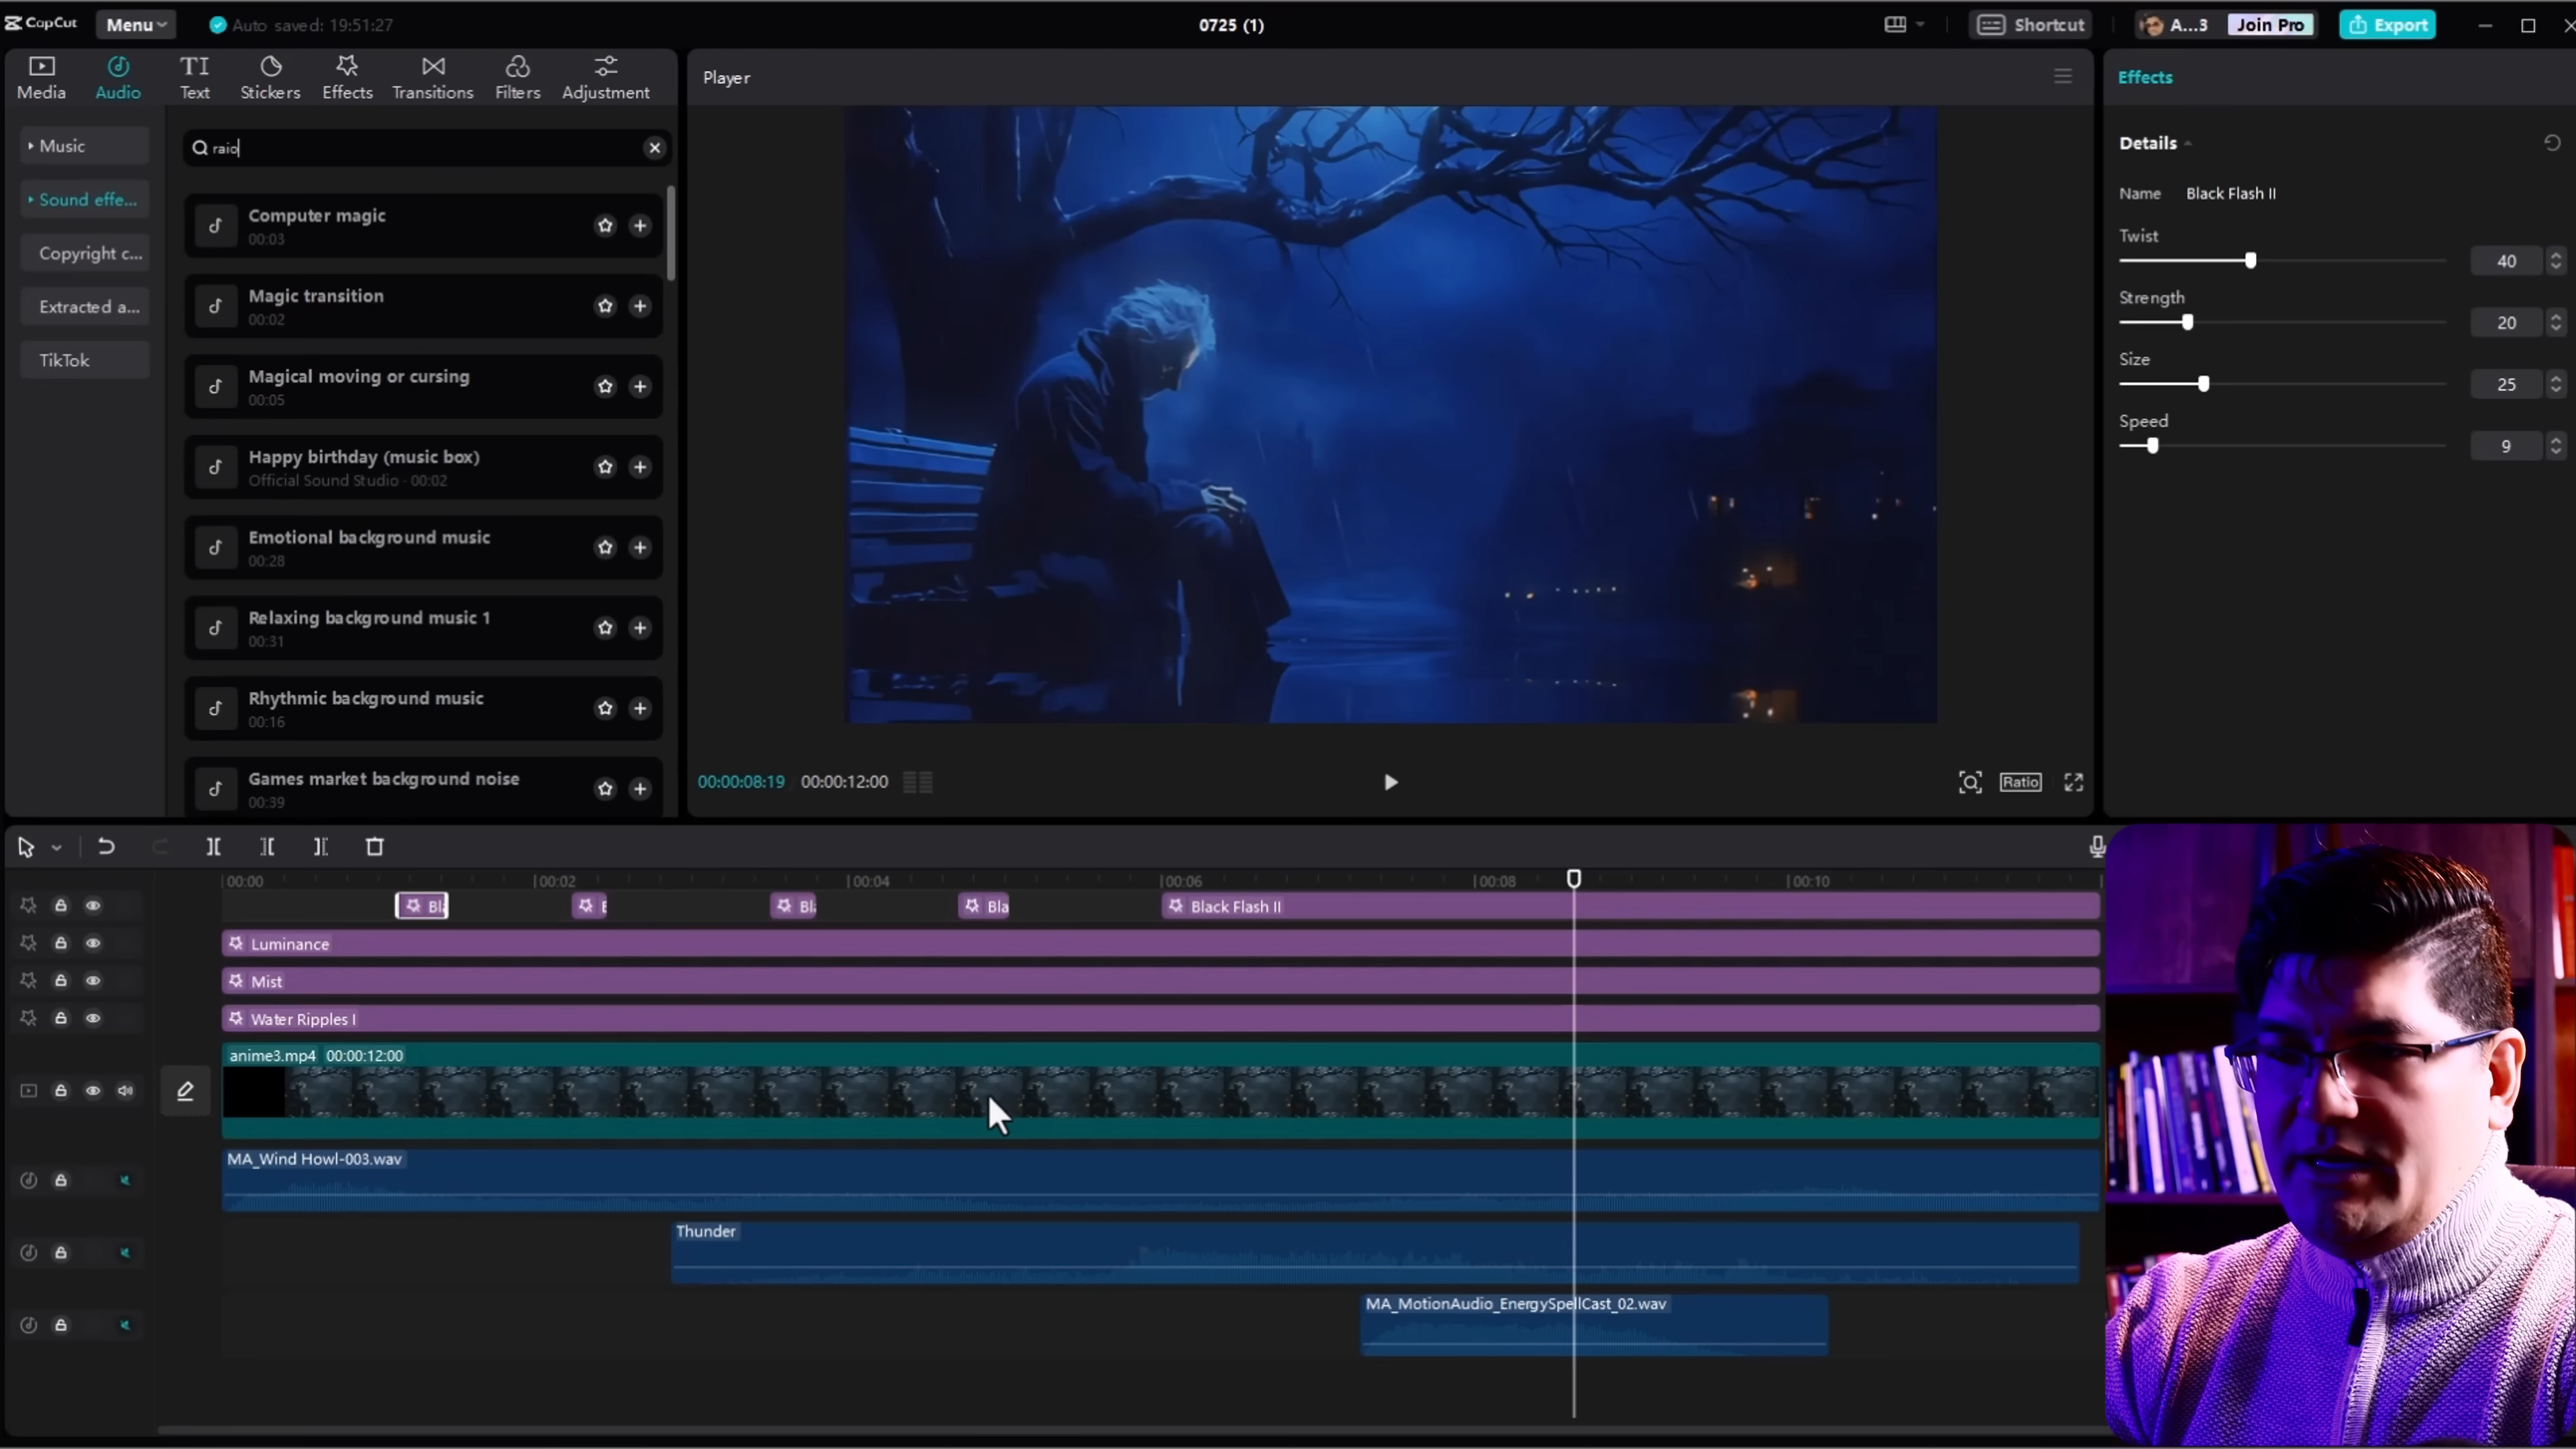 CapCut
Menu
Auto saved: 19:51:27
0725 (1)
Shortcut
A...3
Join Pro
Export
Media
Audio
Text
Stickers
Effects
Transitions
Filters
Adjustment
Music
Sound effe...
Copyright c...
Extracted a...
TikTok
raio
Computer magic
00:03
Magic transition
00:02
Magical moving or cursing
00:05
Happy birthday (music box)
Official Sound Studio · 00:02
Emotional background music
00:28
Relaxing background music 1
00:31
Rhythmic background music
00:16
Games market background noise
00:39
Player
00:00:08:19
00:00:12:00
Ratio
Effects
Details
Name Black Flash II
Twist
40
Strength
20
Size
25
Speed
9
00:00
00:02
00:04
00:06
00:08
00:10
Bla
Bla
Bla
Black Flash II
Luminance
Mist
Water Ripples I
anime3.mp4 00:00:12:00
MA_Wind Howl-003.wav
Thunder
MA_MotionAudio_EnergySpellCast_02.wav